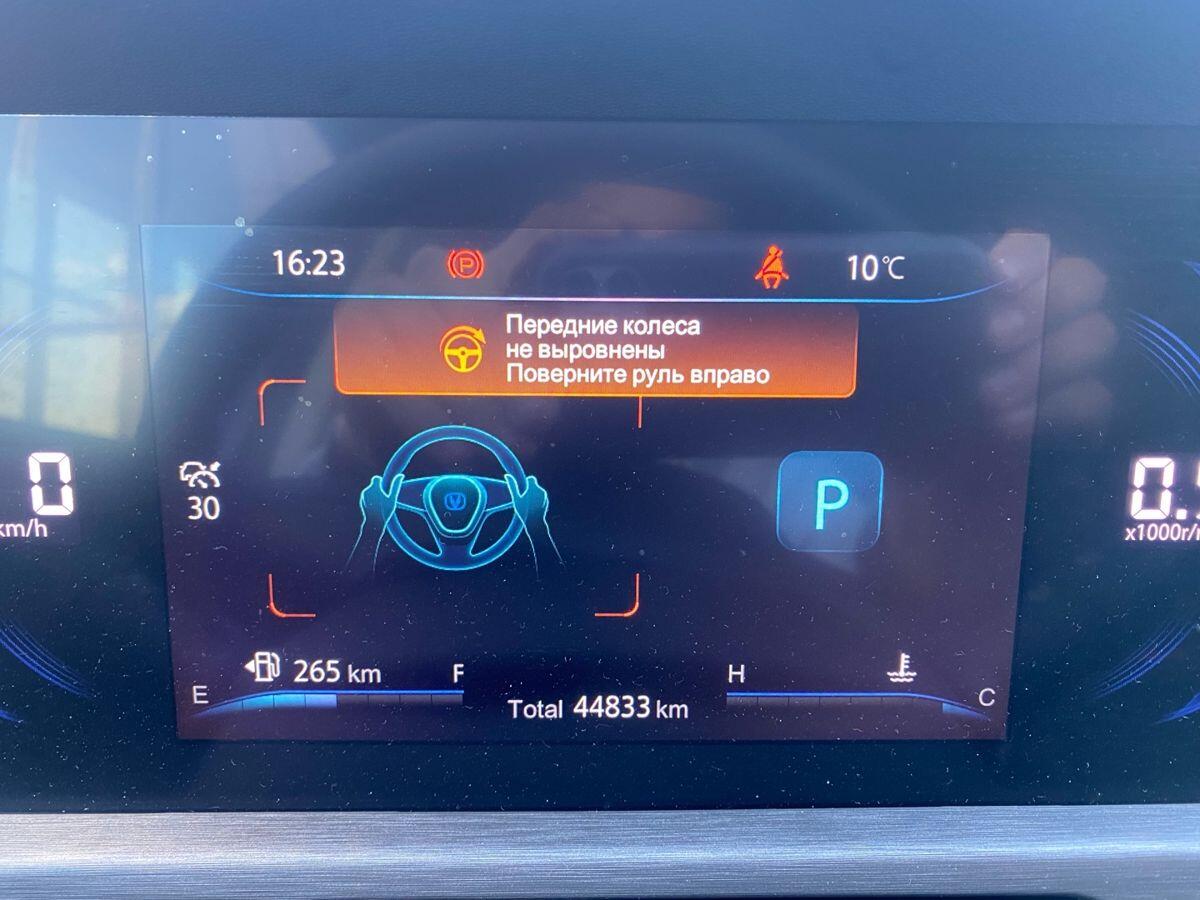 16:23
P
10°C
Передние колеса
не выровнены
Поверните руль вправо
0
km/h
30
P
0.
x1000r/
265 km
F
H
E
C
Total 44833 km